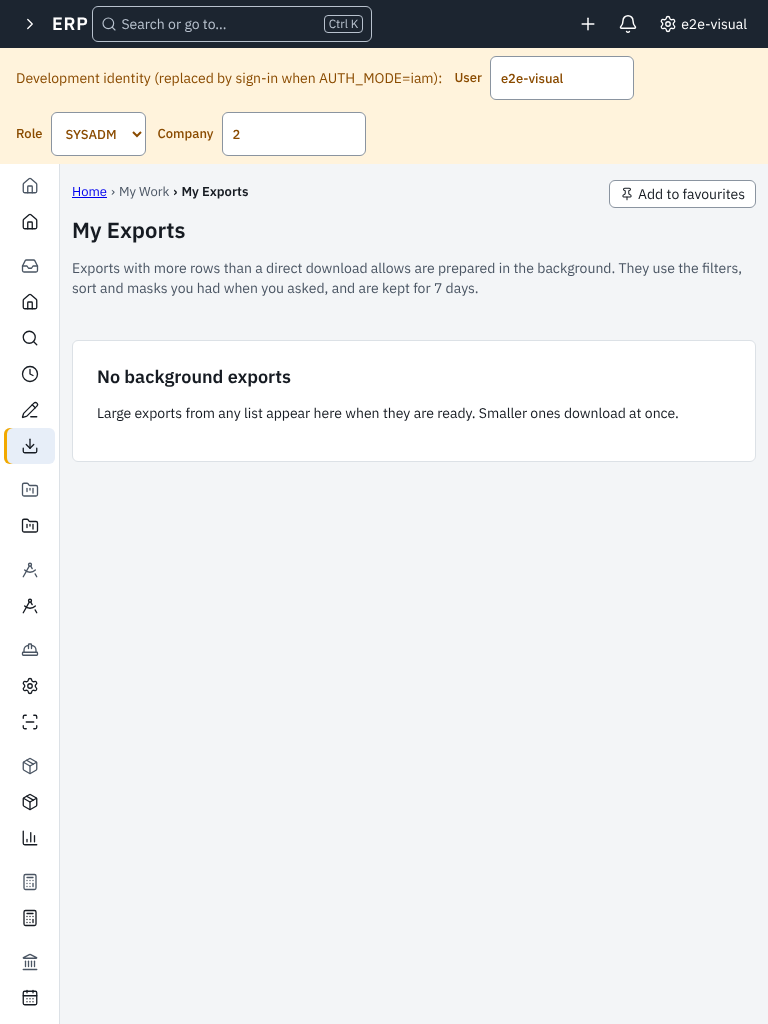 ERP
Search or go to...
Ctrl K
e2e-visual
Development identity (replaced by sign-in when AUTH_MODE=iam):
User
e2e-visual
Role
SYSADM
Company
2
Home › My Work › My Exports
Add to favourites
My Exports
Exports with more rows than a direct download allows are prepared in the background. They use the filters,
sort and masks you had when you asked, and are kept for 7 days.
No background exports
Large exports from any list appear here when they are ready. Smaller ones download at once.